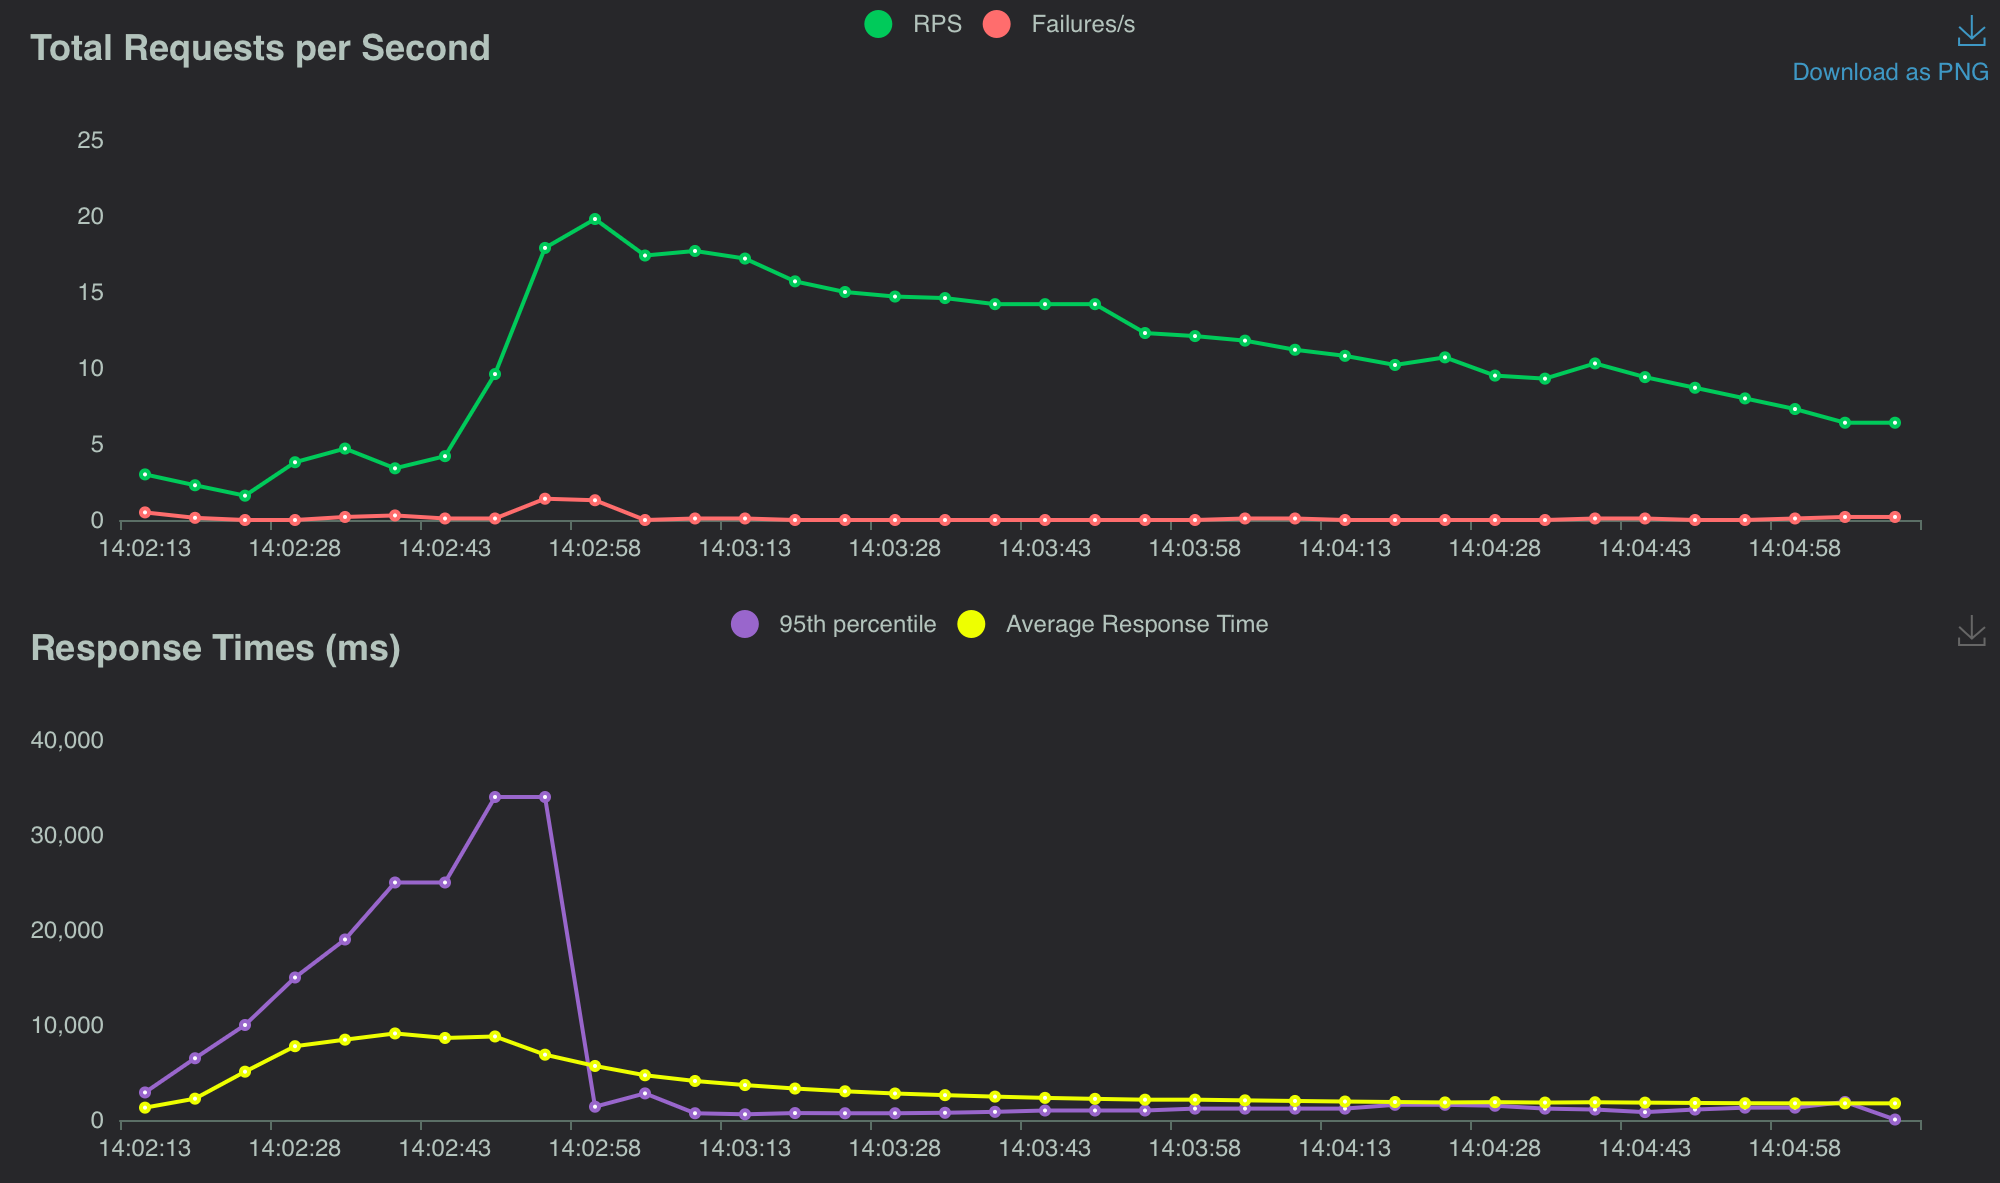 RPS Failures/s
Total Requests per Second
Download as PNG
25
20
15
10
5
0
14:02:13 14:02:28 14:02:43 14:02:58 14:03:13 14:03:28 14:03:43 14:03:58 14:04:13 14:04:28 14:04:43 14:04:58
95th percentile Average Response Time
Response Times (ms)
40,000
30,000
20,000
10,000
0
14:02:13 14:02:28 14:02:43 14:02:58 14:03:13 14:03:28 14:03:43 14:03:58 14:04:13 14:04:28 14:04:43 14:04:58